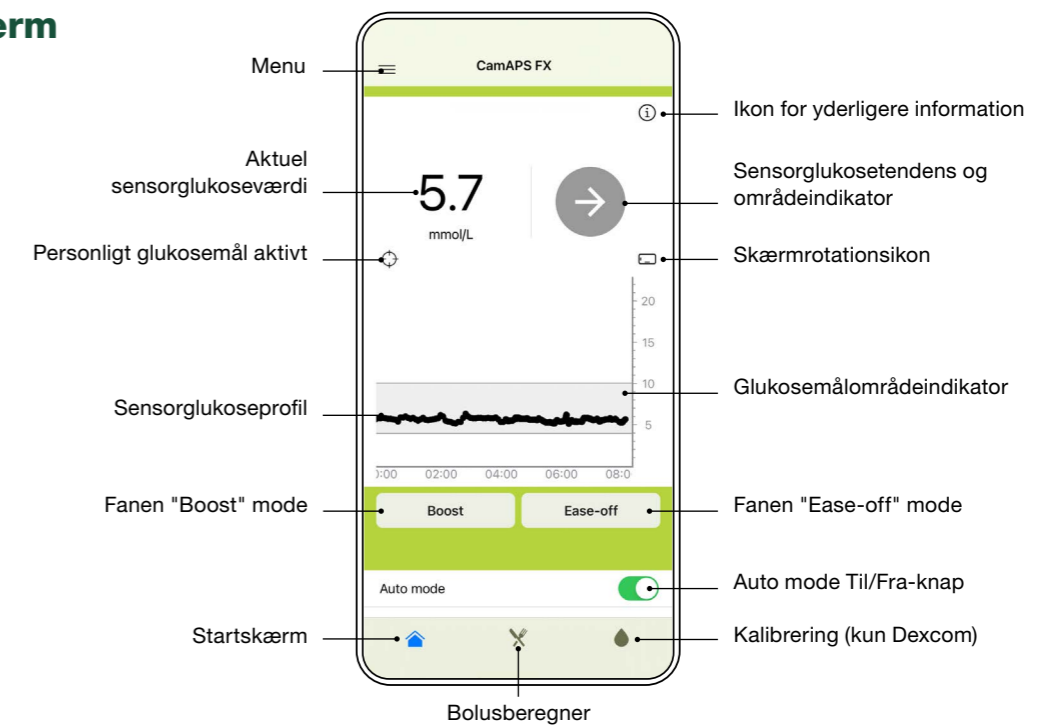 Menu
CamAPS FX
Ikon for yderligere information
Aktuel
sensorglukoseværdi
5.7
mmol/L
Sensorglukosetendens og
områdeindikator
Personligt glukosemål aktivt
Skærmrotationsikon
20
15
10
5
Glukosemålområdeindikator
Sensorglukoseprofil
02:00 04:00 06:00
Fanen "Boost" mode
Boost
Ease-off
Fanen "Ease-off" mode
Auto mode
Auto mode Til/Fra-knap
Startskærm
Kalibrering (kun Dexcom)
Bolusberegner